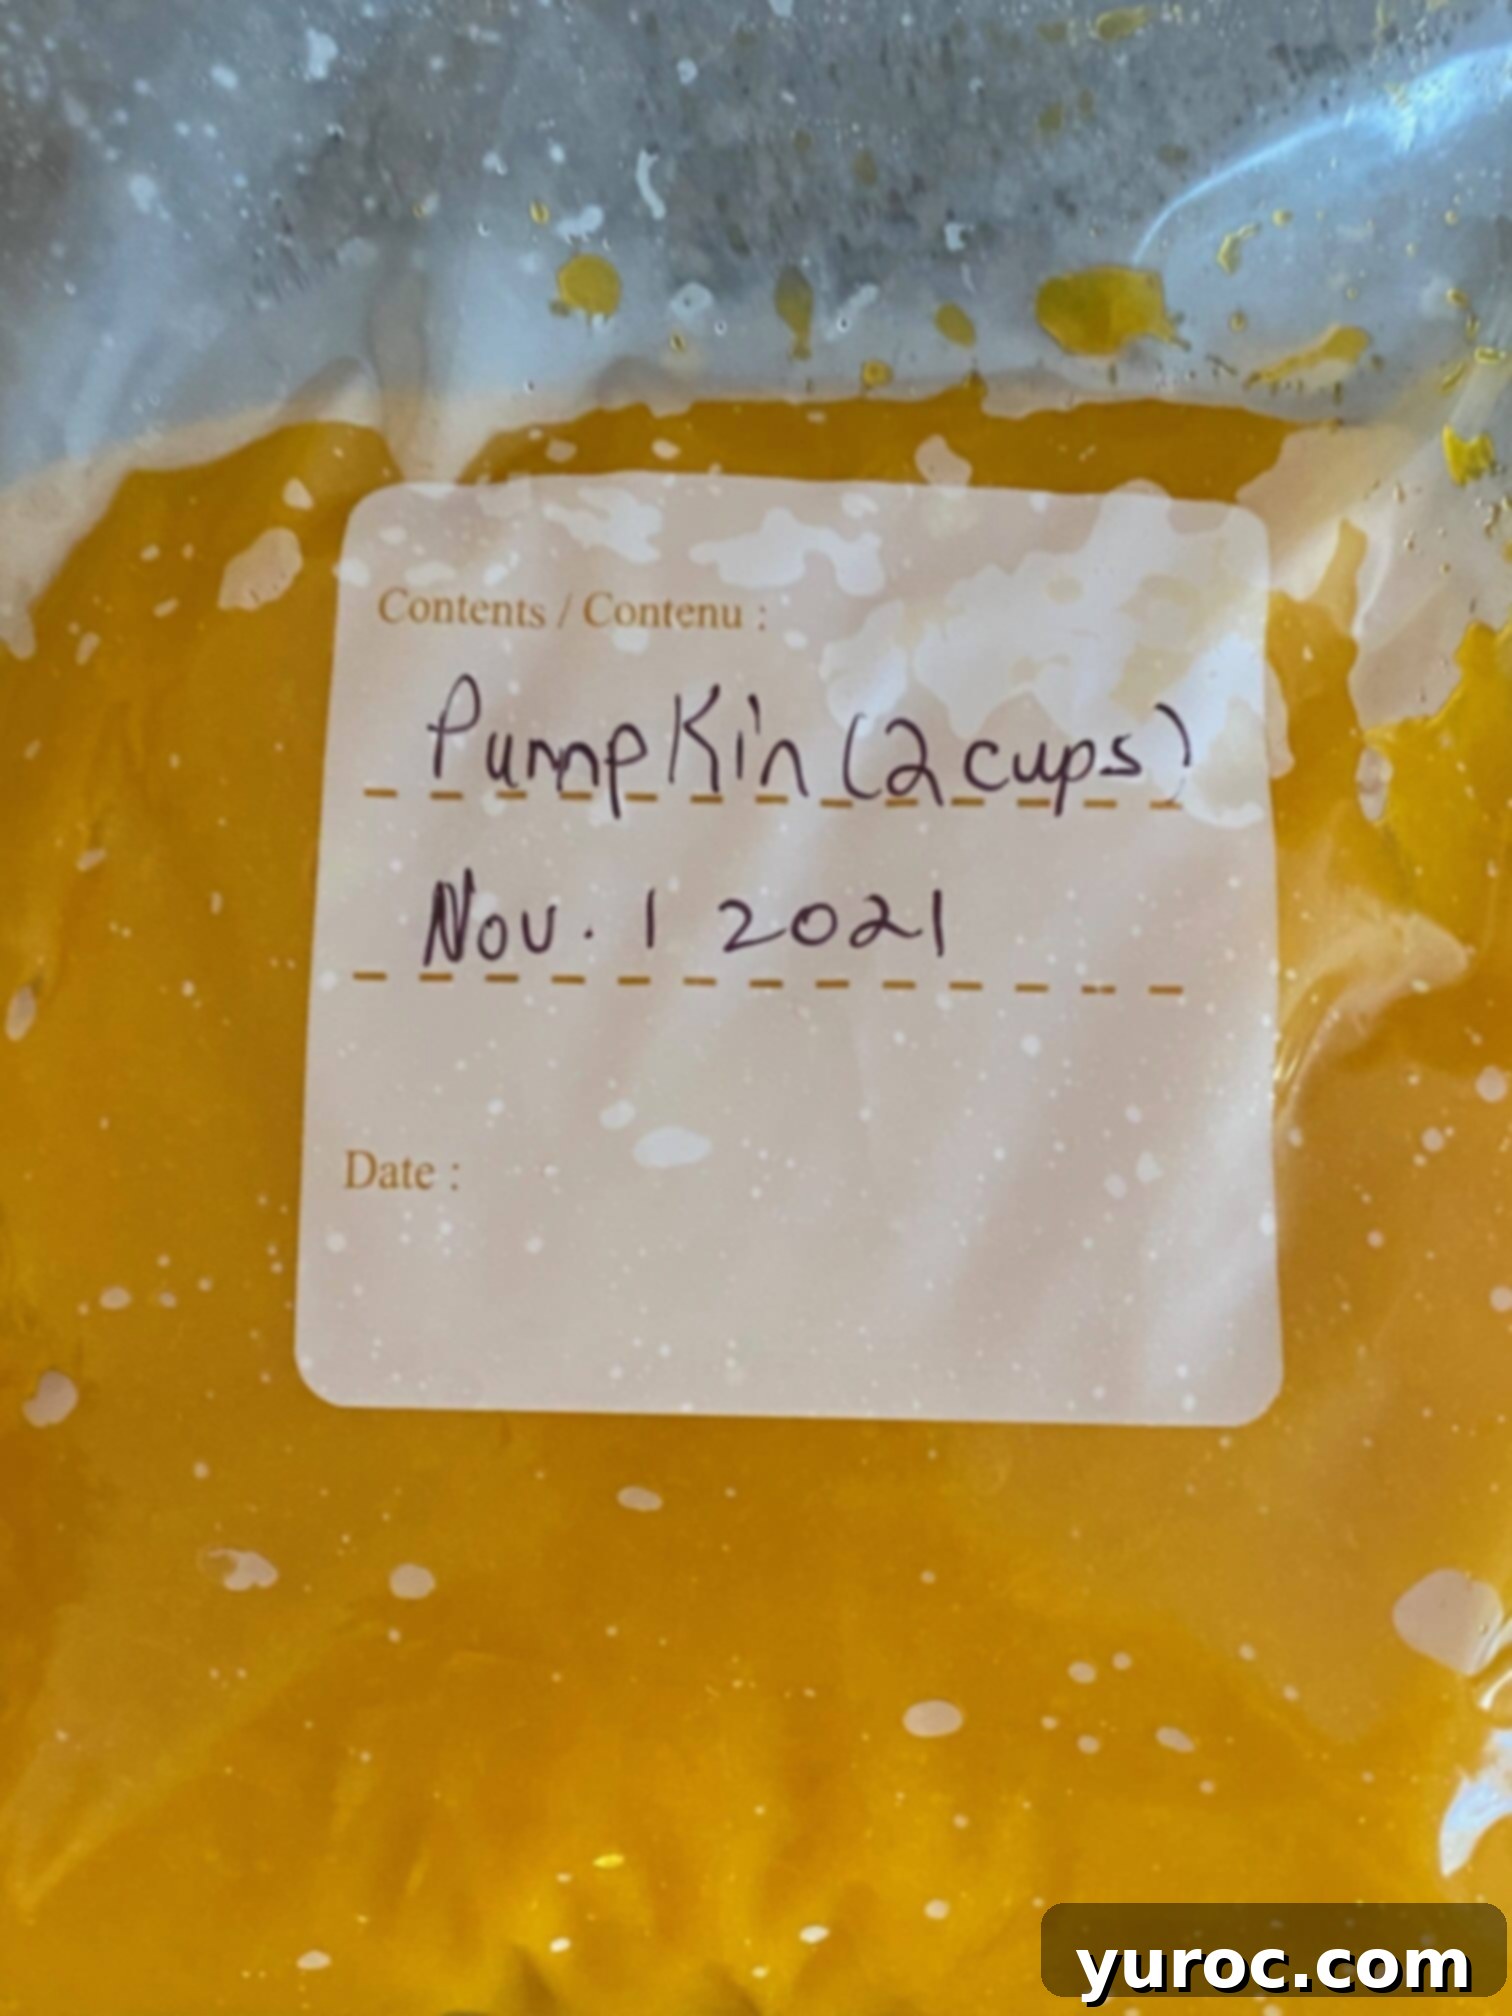 Contents / Contenu :
Pumpkin (2 cups)
Nov. 1 2021
Date :
yuroc.com